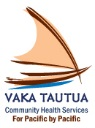 VAKA TAUTUA
Community Health Services
For Pacific by Pacific